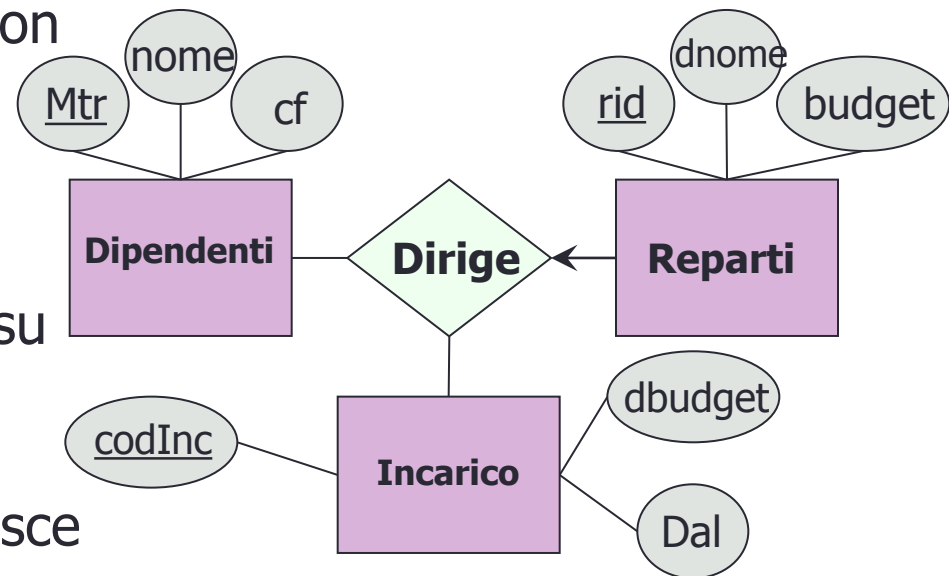 on
nome
dnome
Mtr
cf
rid
budget
Dipendenti
Dirige
Reparti
su
dbudget
codInc
Incarico
sce
Dal